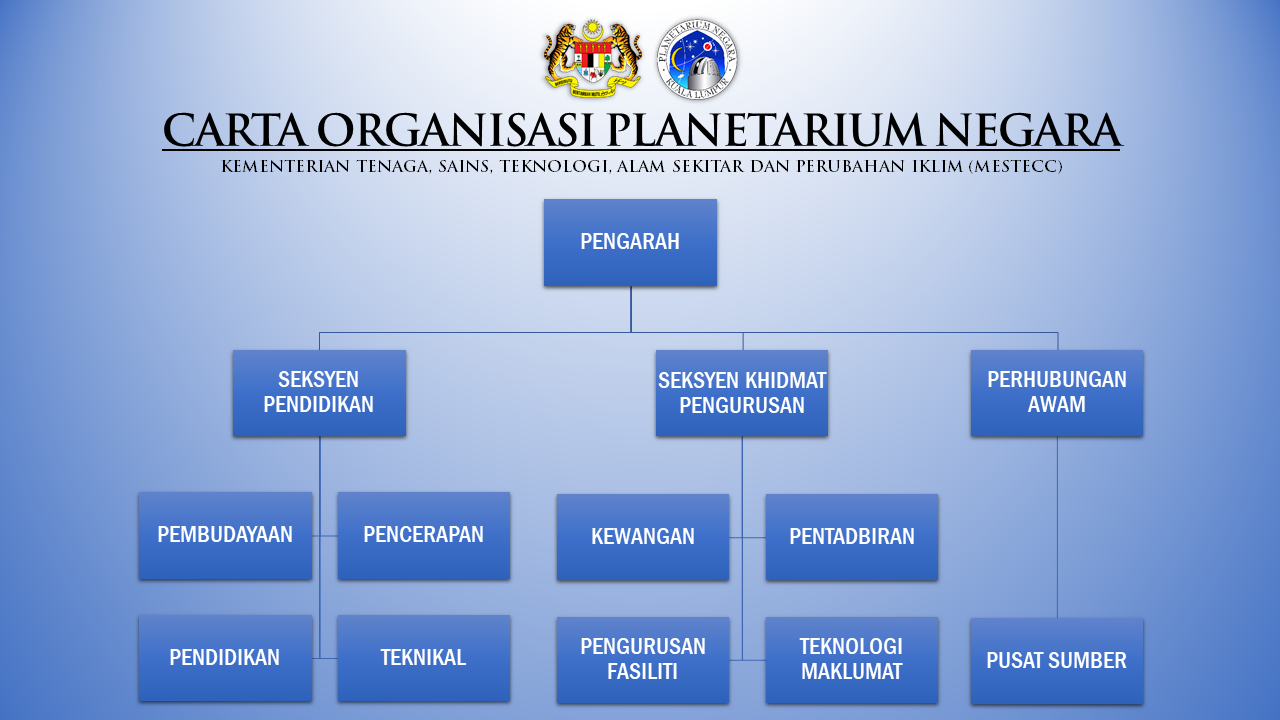 PLANETARIUM NEGARA
KUALA LUMPUR
CARTA ORGANISASI PLANETARIUM NEGARA
KEMENTERIAN TENAGA, SAINS, TEKNOLOGI, ALAM SEKITAR DAN PERUBAHAN IKLIM (MESTECC)
PENGARAH
SEKSYEN
PENDIDIKAN
SEKSYEN KHIDMAT
PENGURUSAN
PERHUBUNGAN
AWAM
PEMBUDAYAAN
PENCERAPAN
KEWANGAN
PENTADBIRAN
PENDIDIKAN
TEKNIKAL
PENGURUSAN
FASILITI
TEKNOLOGI
MAKLUMAT
PUSAT SUMBER